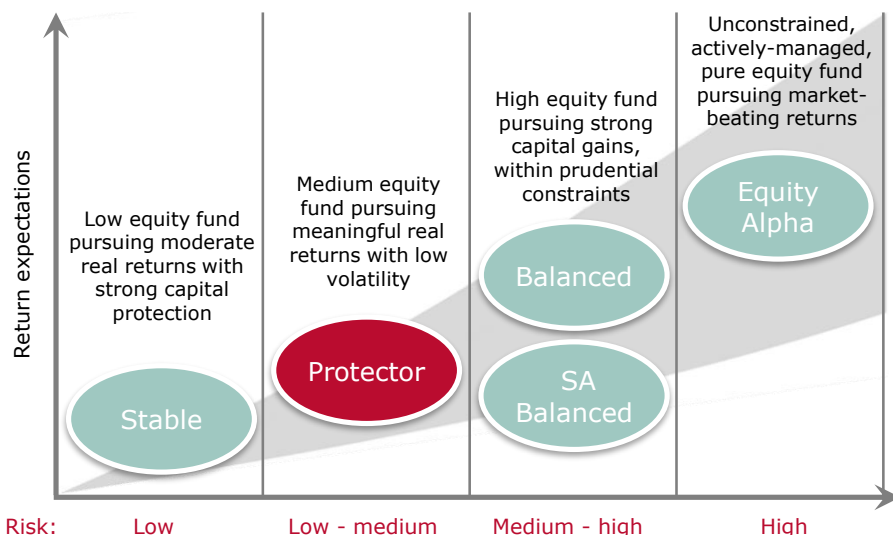 Return expectations
Low equity fund
pursuing moderate
real returns with
strong capital
protection
Stable
Medium equity
fund pursuing
meaningful real
returns with low
volatility
Protector
High equity fund
pursuing strong
capital gains,
within prudential
constraints
Balanced
SA
Balanced
Unconstrained,
actively-managed,
pure equity fund
pursuing market-
beating returns
Equity
Alpha
Risk: Low Low - medium Medium - high High